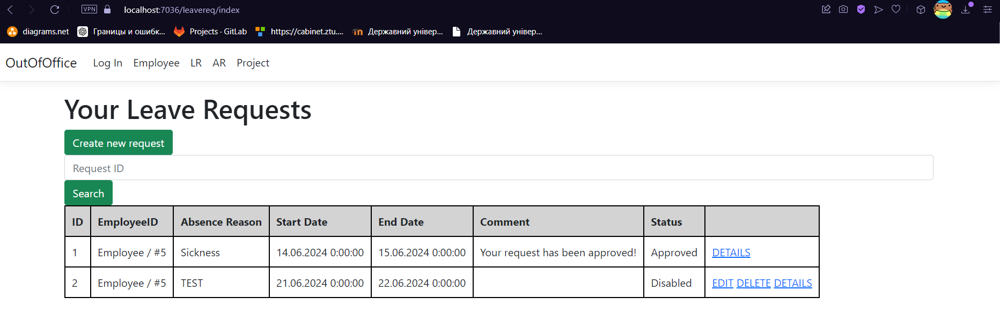 VPN localhost:7036/leavereq/index
diagrams.net Границы и ошибк... Projects · GitLab https://cabinet.ztu.... Державний універ... Державний універ...
OutOfOffice Log In Employee LR AR Project
Your Leave Requests
Create new request
Request ID
Search
ID EmployeeID Absence Reason Start Date End Date Comment Status
1 Employee / #5 Sickness 14.06.2024 0:00:00 15.06.2024 0:00:00 Your request has been approved! Approved DETAILS
2 Employee / #5 TEST 21.06.2024 0:00:00 22.06.2024 0:00:00 Disabled EDIT DELETE DETAILS